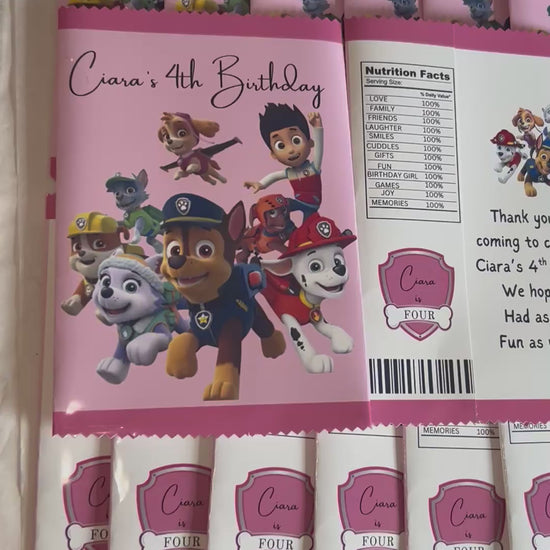 Ciara's 4th Birthday
Nutrition Facts
Serving Size:
% Daily Value*
LOVE 100%
FAMILY 100%
FRIENDS 100%
LAUGHTER 100%
SMILES 100%
CUDDLES 100%
GIFTS 100%
FUN 100%
BIRTHDAY GIRL 100%
GAMES 100%
JOY 100%
MEMORIES 100%
Ciara
is
FOUR
Thank you
coming to c
Ciara's 4th
We hop
Had as
Fun as
MEMORIES 100%
MEMORIES
Ciara
is
FOUR
Ciara
is
FOUR
Ciara
is
FOUR
Ciara
is
FOUR
Ciara
is